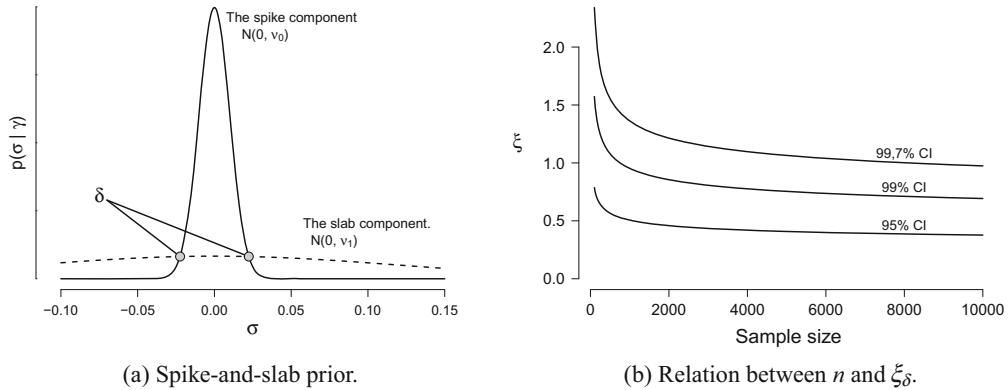 The spike component
N(0, ν₀)
p(σ | γ)
δ
The slab component.
N(0, ν₁)
−0.10 −0.05 0.00 0.05 0.10 0.15
σ
(a) Spike-and-slab prior.
2.0
1.5
ξ
1.0
0.5
0.0
99,7% CI
99% CI
95% CI
0 2000 4000 6000 8000 10000
Sample size
(b) Relation between n and ξδ.